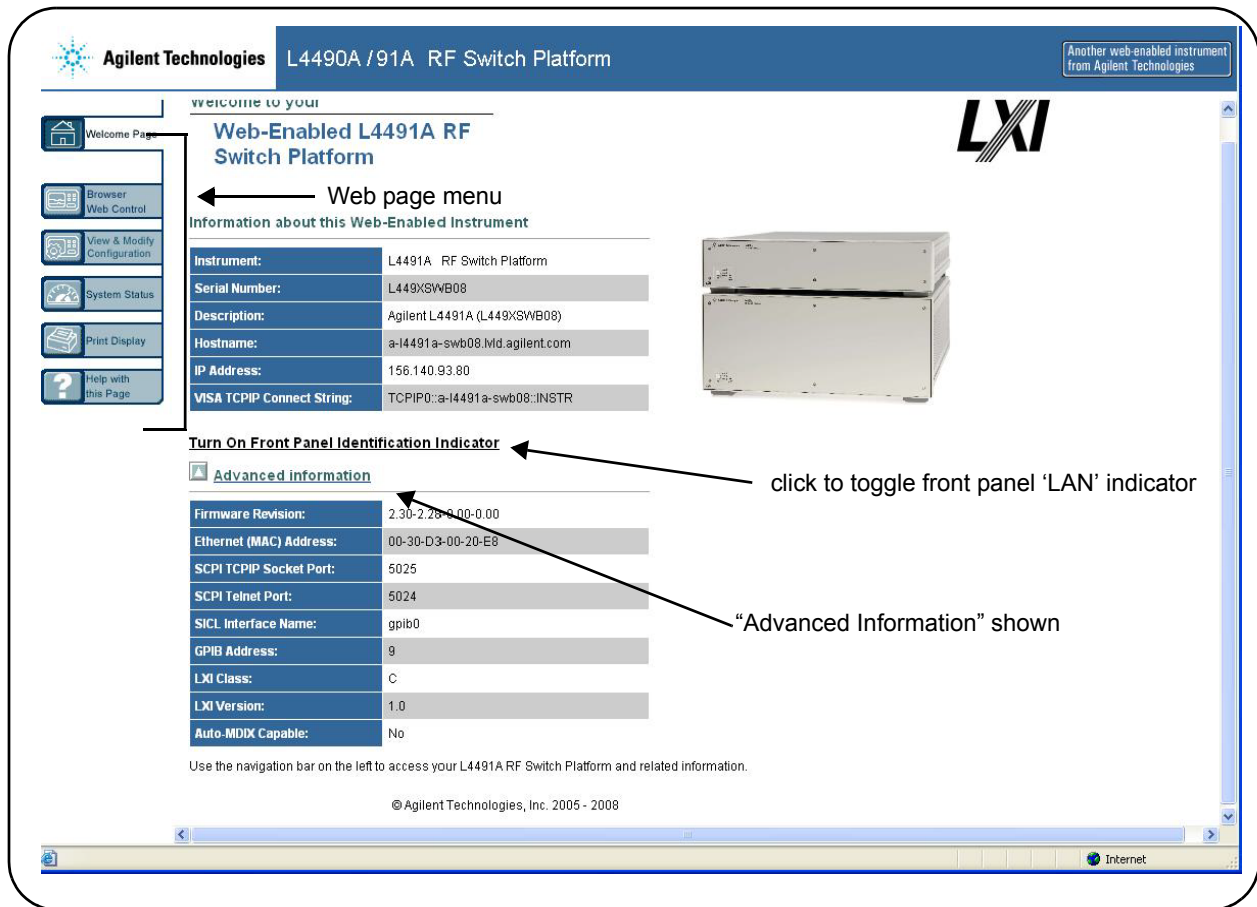 Agilent Technologies
L4490A / 91A RF Switch Platform
Another web-enabled instrument
from Agilent Technologies
Welcome to your
Web-Enabled L4491A RF
Switch Platform
LXI
Welcome Page
Browser
Web Control
View & Modify
Configuration
System Status
Print Display
Help with
this Page
Web page menu
Information about this Web-Enabled Instrument
Instrument: L4491A RF Switch Platform
Serial Number: L449XSWB08
Description: Agilent L4491A (L449XSWB08)
Hostname: a-l4491a-swb08.lvld.agilent.com
IP Address: 156.140.93.80
VISA TCPIP Connect String: TCPIP0::a-l4491a-swb08::INSTR
Turn On Front Panel Identification Indicator
click to toggle front panel ‘LAN’ indicator
Advanced information
“Advanced Information” shown
Firmware Revision: 2.30-2.28-0.00-0.00
Ethernet (MAC) Address: 00-30-D3-00-20-E8
SCPI TCPIP Socket Port: 5025
SCPI Telnet Port: 5024
SICL Interface Name: gpib0
GPIB Address: 9
LXI Class: C
LXI Version: 1.0
Auto-MDIX Capable: No
Use the navigation bar on the left to access your L4491A RF Switch Platform and related information.
© Agilent Technologies, Inc. 2005 - 2008
Internet